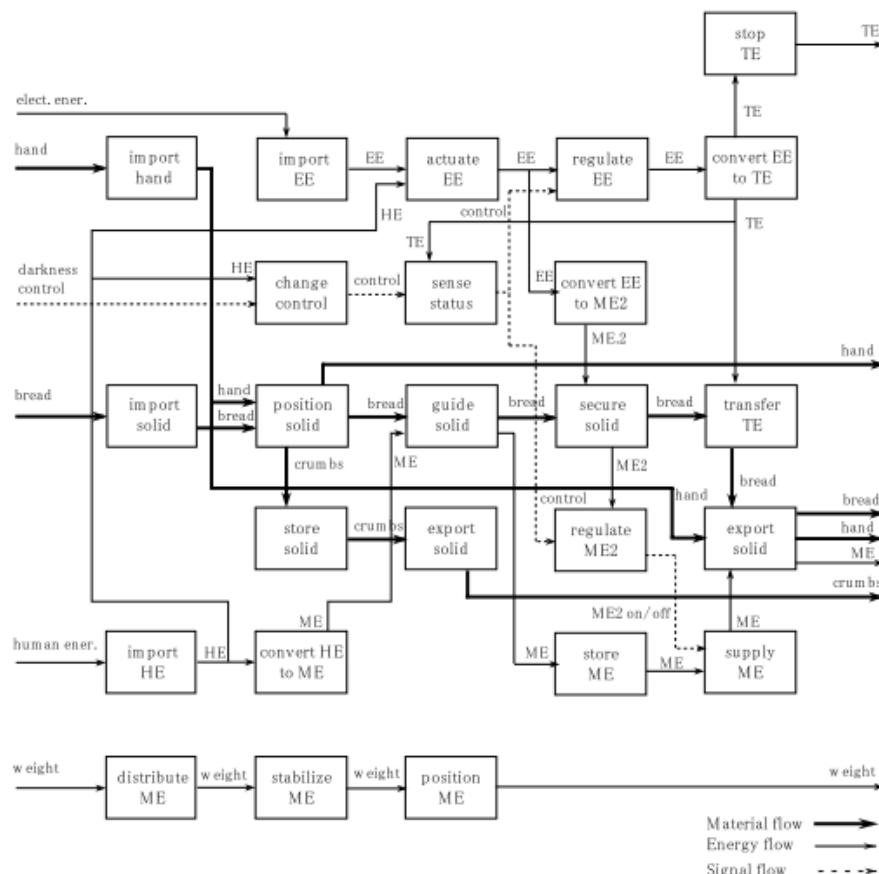 stop
TE
TE
elect. ener.
TE
hand
import
hand
import
EE
EE
actuate
EE
EE
regulate
EE
EE
convert EE
to TE
HE
control
TE
TE
darkness
control
HE
change
control
control
sense
status
EE
convert EE
to ME2
ME.2
hand
bread
import
solid
hand
bread
position
solid
bread
guide
solid
bread
secure
solid
bread
transfer
TE
crumbs
ME
ME2
bread
store
solid
crumbs
export
solid
control
regulate
ME2
hand
export
solid
bread
hand
ME
crumbs
ME
ME2 on/off
ME
human ener.
import
HE
HE
convert HE
to ME
ME
store
ME
ME
supply
ME
weight
distribute
ME
weight
stabilize
ME
weight
position
ME
weight
Material flow
Energy flow
Signal flow